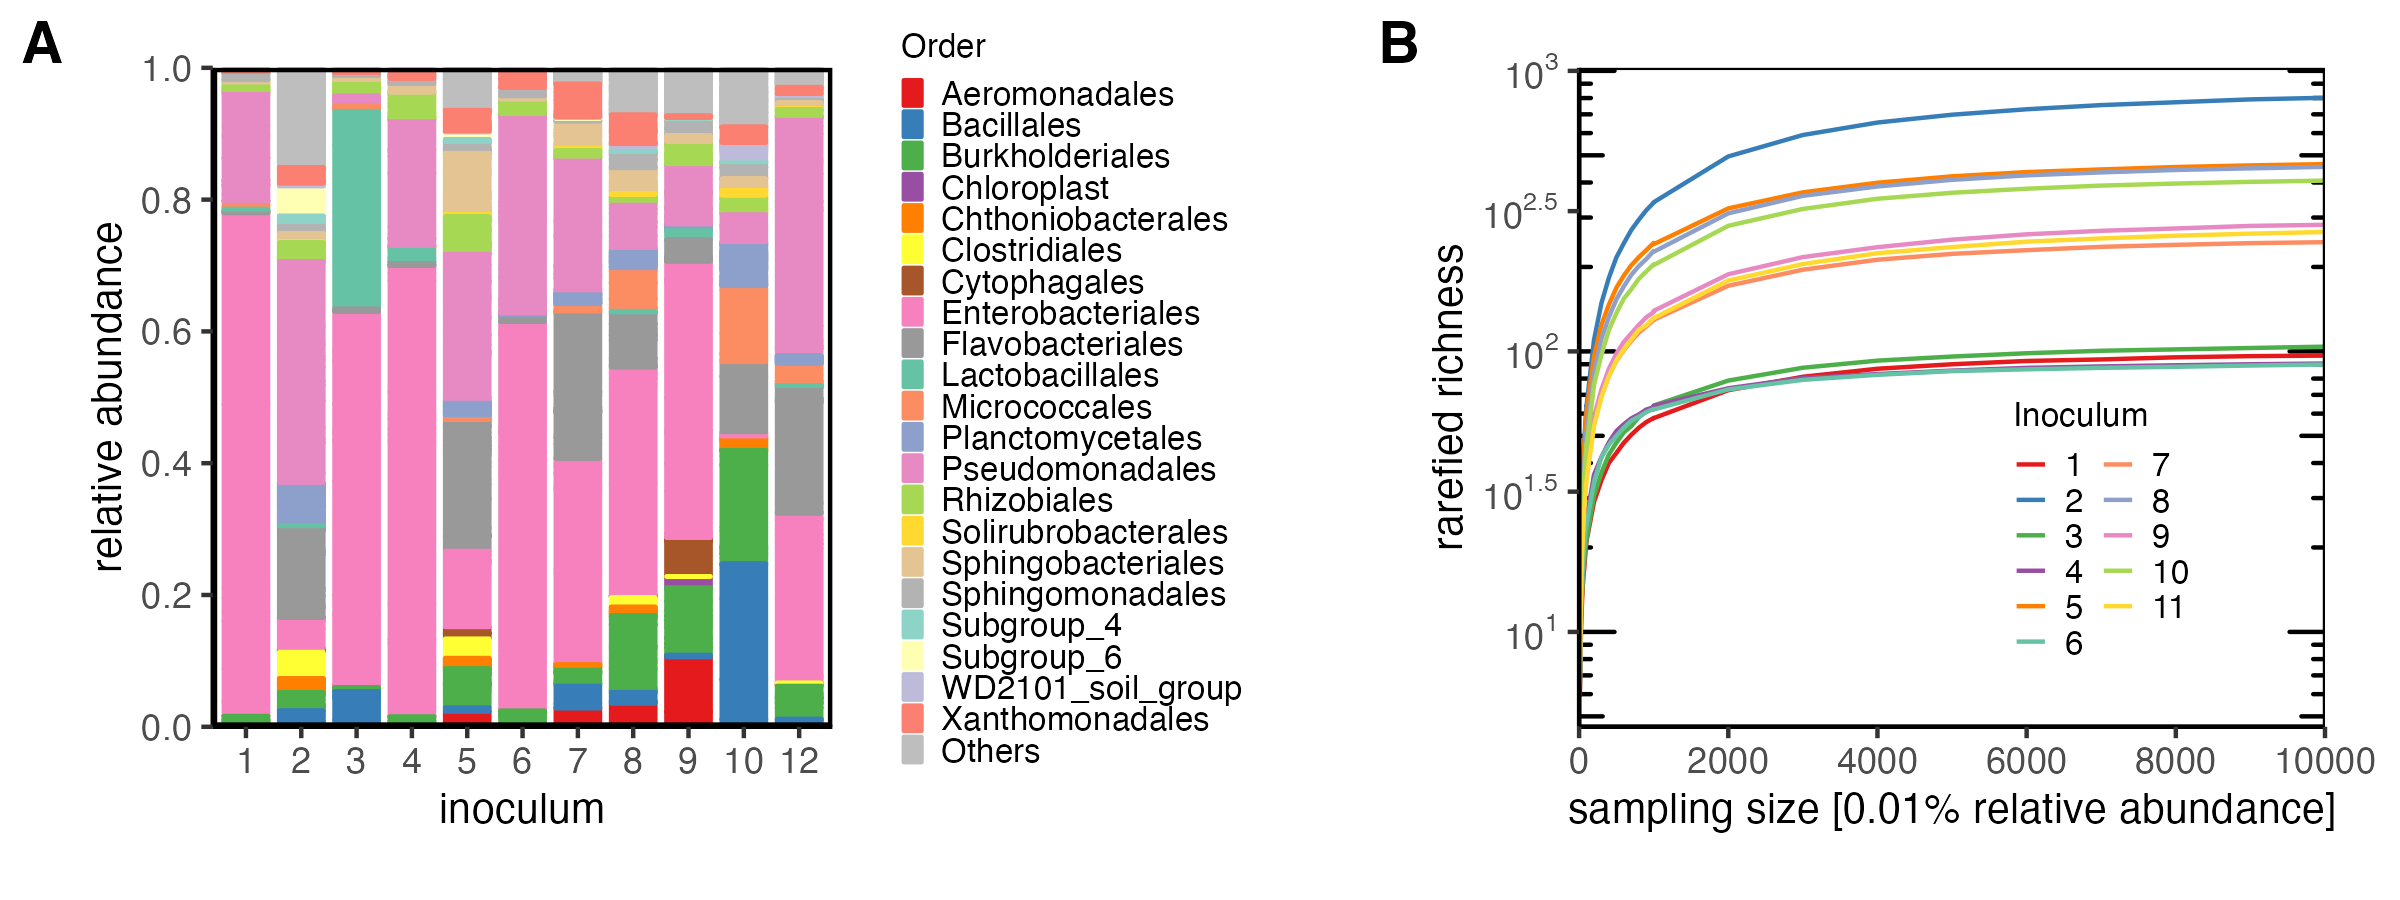 A
Order
1.0
0.8
0.6
0.4
0.2
0.0
relative abundance
1 2 3 4 5 6 7 8 9 10 12
inoculum
Aeromonadales
Bacillales
Burkholderiales
Chloroplast
Chthoniobacterales
Clostridiales
Cytophagales
Enterobacteriales
Flavobacteriales
Lactobacillales
Micrococcales
Planctomycetales
Pseudomonadales
Rhizobiales
Solirubrobacterales
Sphingobacteriales
Sphingomonadales
Subgroup_4
Subgroup_6
WD2101_soil_group
Xanthomonadales
Others
B
10^3
10^2.5
10^2
10^1.5
10^1
rarefied richness
Inoculum
1 7
2 8
3 9
4 10
5 11
6
0 2000 4000 6000 8000 10000
sampling size [0.01% relative abundance]